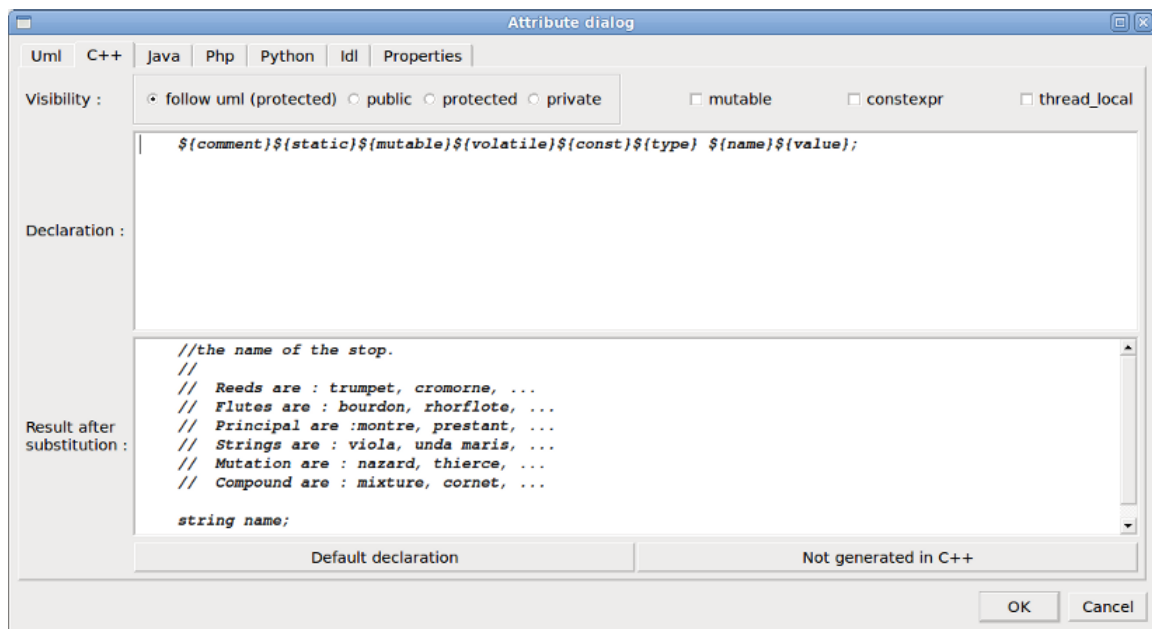 Attribute dialog
Uml C++ Java Php Python Idl Properties
Visibility : follow uml (protected) public protected private mutable constexpr thread_local
Declaration :
${comment}${static}${mutable}${volatile}${const}${type} ${name}${value};
Result after
substitution :
//the name of the stop.
//
// Reeds are : trumpet, cromorne, ...
// Flutes are : bourdon, rhorflote, ...
// Principal are :montre, prestant, ...
// Strings are : viola, unda maris, ...
// Mutation are : nazard, thierce, ...
// Compound are : mixture, cornet, ...
string name;
Default declaration Not generated in C++
OK Cancel